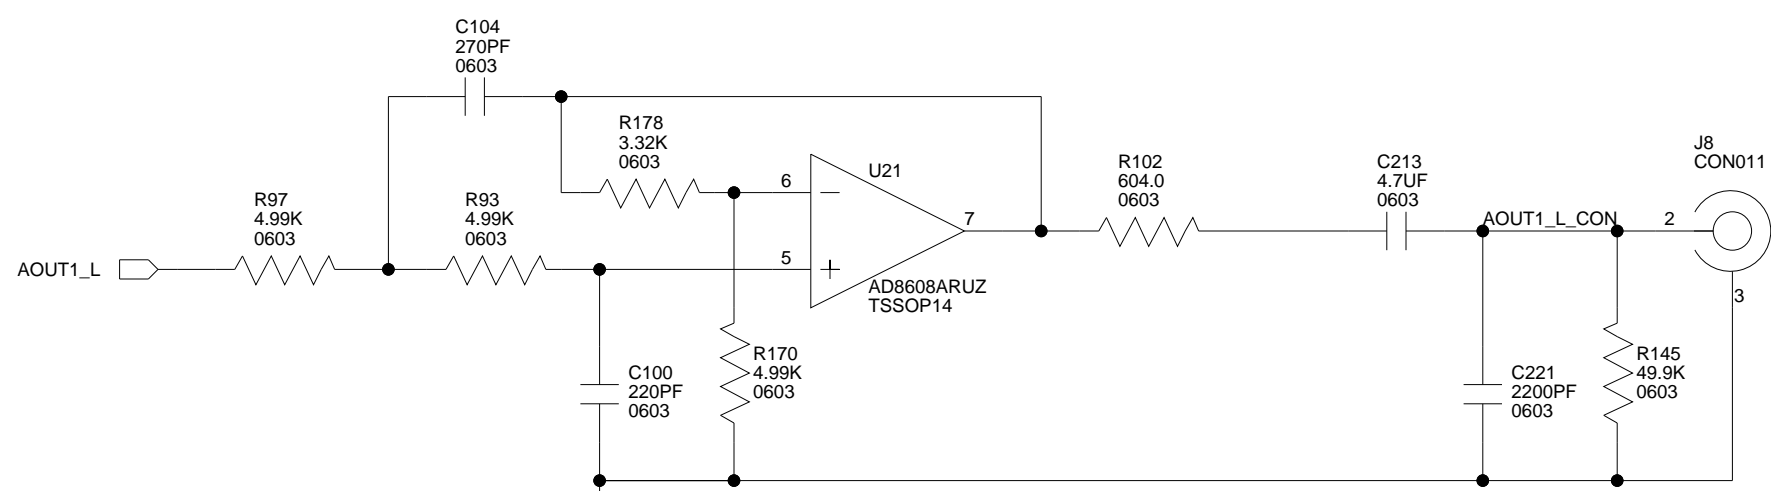 C104
270PF
0603
R178
3.32K
0603
U21
6
5
7
AD8608ARUZ
TSSOP14
R97
4.99K
0603
R93
4.99K
0603
AOUT1_L
R102
604.0
0603
C213
4.7UF
0603
J8
CON011
AOUT1_L_CON
2
3
C100
220PF
0603
R170
4.99K
0603
C221
2200PF
0603
R145
49.9K
0603